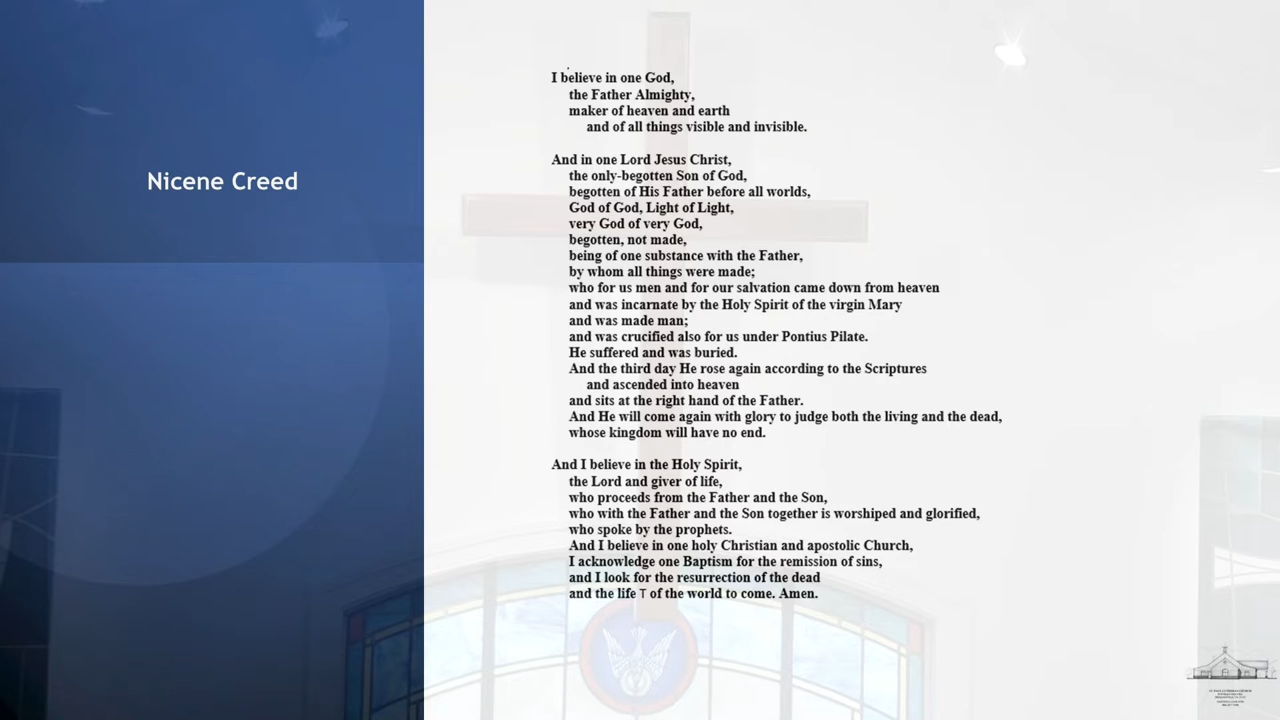 Nicene Creed
I believe in one God,
the Father Almighty,
maker of heaven and earth
and of all things visible and invisible.
And in one Lord Jesus Christ,
the only-begotten Son of God,
begotten of His Father before all worlds,
God of God, Light of Light,
very God of very God,
begotten, not made,
being of one substance with the Father,
by whom all things were made;
who for us men and for our salvation came down from heaven
and was incarnate by the Holy Spirit of the virgin Mary
and was made man;
and was crucified also for us under Pontius Pilate.
He suffered and was buried.
And the third day He rose again according to the Scriptures
and ascended into heaven
and sits at the right hand of the Father.
And He will come again with glory to judge both the living and the dead,
whose kingdom will have no end.
And I believe in the Holy Spirit,
the Lord and giver of life,
who proceeds from the Father and the Son,
who with the Father and the Son together is worshiped and glorified,
who spoke by the prophets.
And I believe in one holy Christian and apostolic Church,
I acknowledge one Baptism for the remission of sins,
and I look for the resurrection of the dead
and the life T of the world to come. Amen.